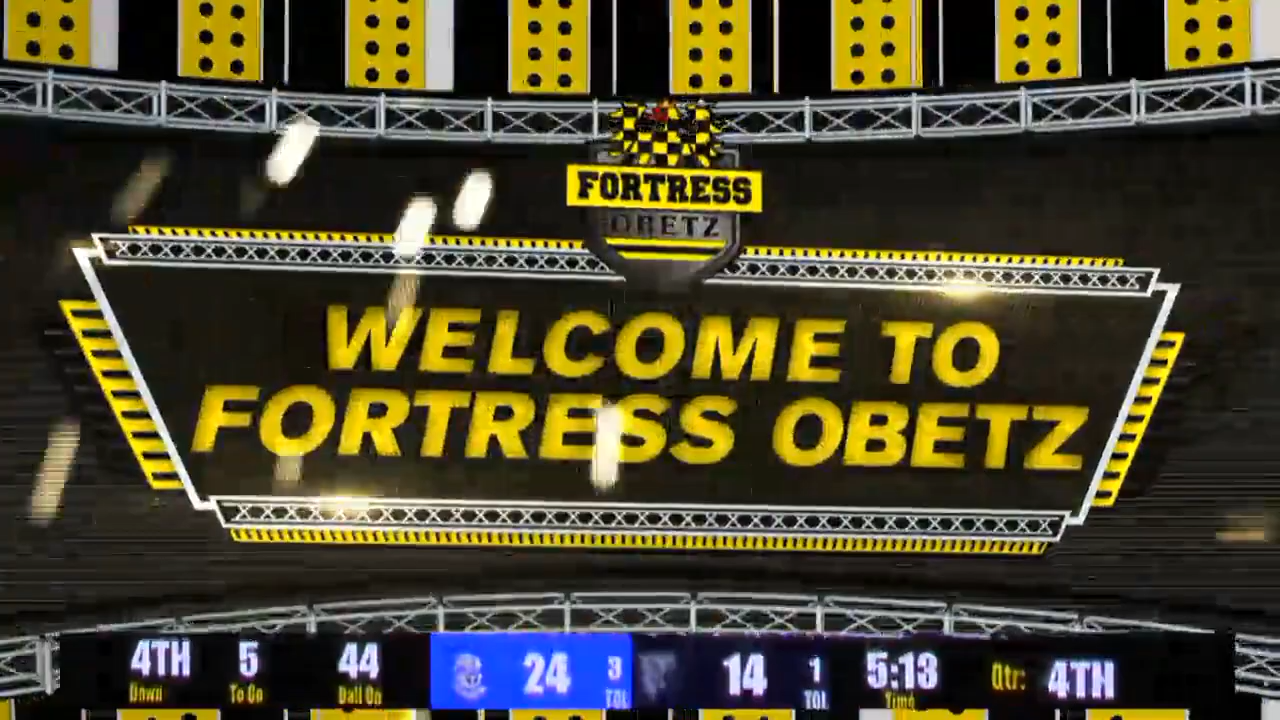 FORTRESS
OBETZ
WELCOME TO
FORTRESS OBETZ
4TH 5 44 24 3 14 1 5:13 Qtr: 4TH
Down To Go Ball On TOL TOL Time